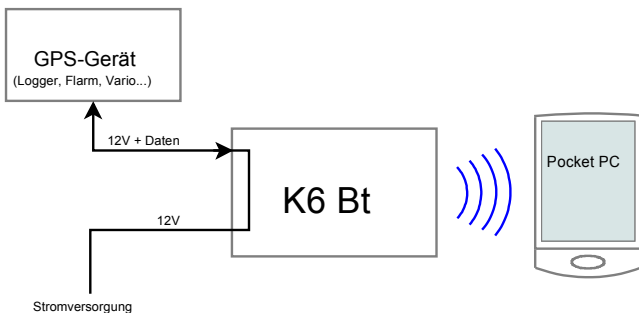 GPS-Gerät
(Logger, Flarm, Vario...)
12V + Daten
K6 Bt
Pocket PC
12V
Stromversorgung